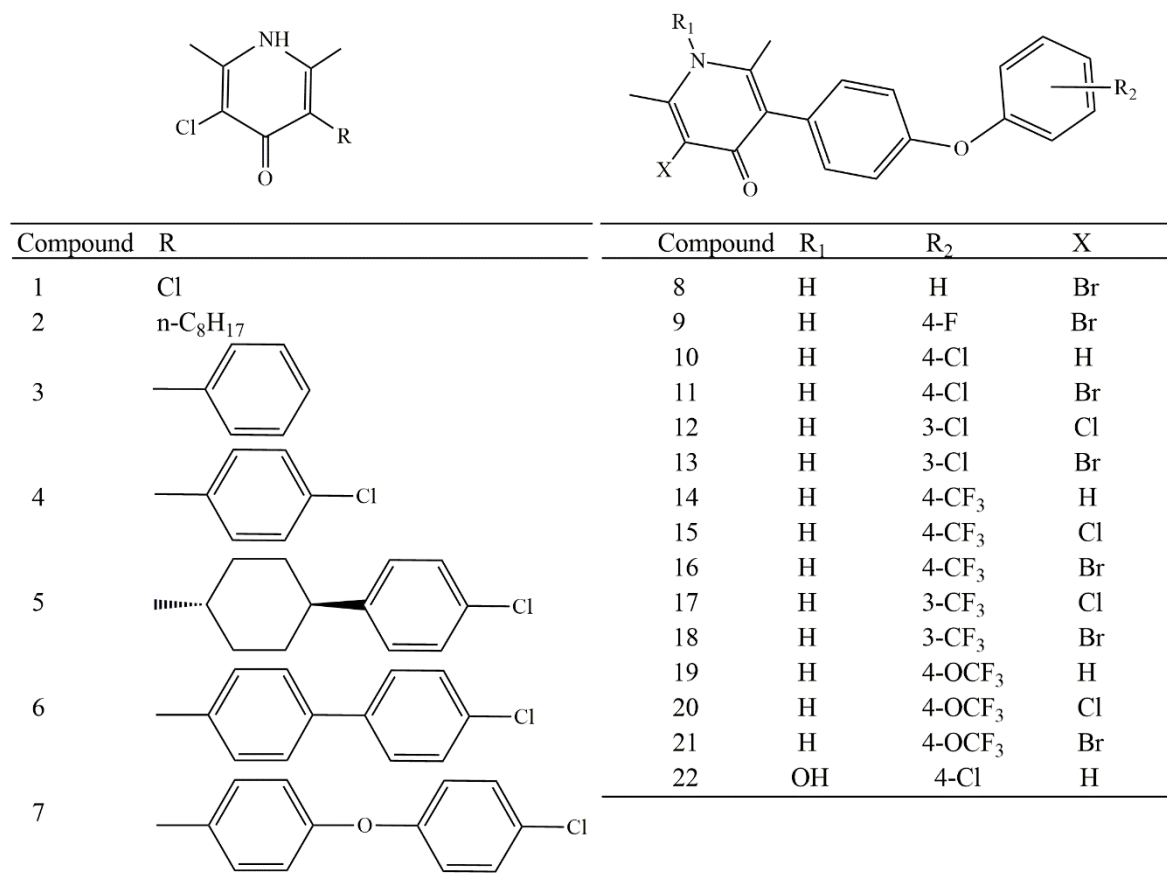 NH
Cl
R
O
R₁
N
X
O
O
R₂
Compound R
1 Cl
2 n-C₈H₁₇
3
4 Cl
5 Cl
6 Cl
7 O Cl
Compound R₁ R₂ X
8 H H Br
9 H 4-F Br
10 H 4-Cl H
11 H 4-Cl Br
12 H 3-Cl Cl
13 H 3-Cl Br
14 H 4-CF₃ H
15 H 4-CF₃ Cl
16 H 4-CF₃ Br
17 H 3-CF₃ Cl
18 H 3-CF₃ Br
19 H 4-OCF₃ H
20 H 4-OCF₃ Cl
21 H 4-OCF₃ Br
22 OH 4-Cl H